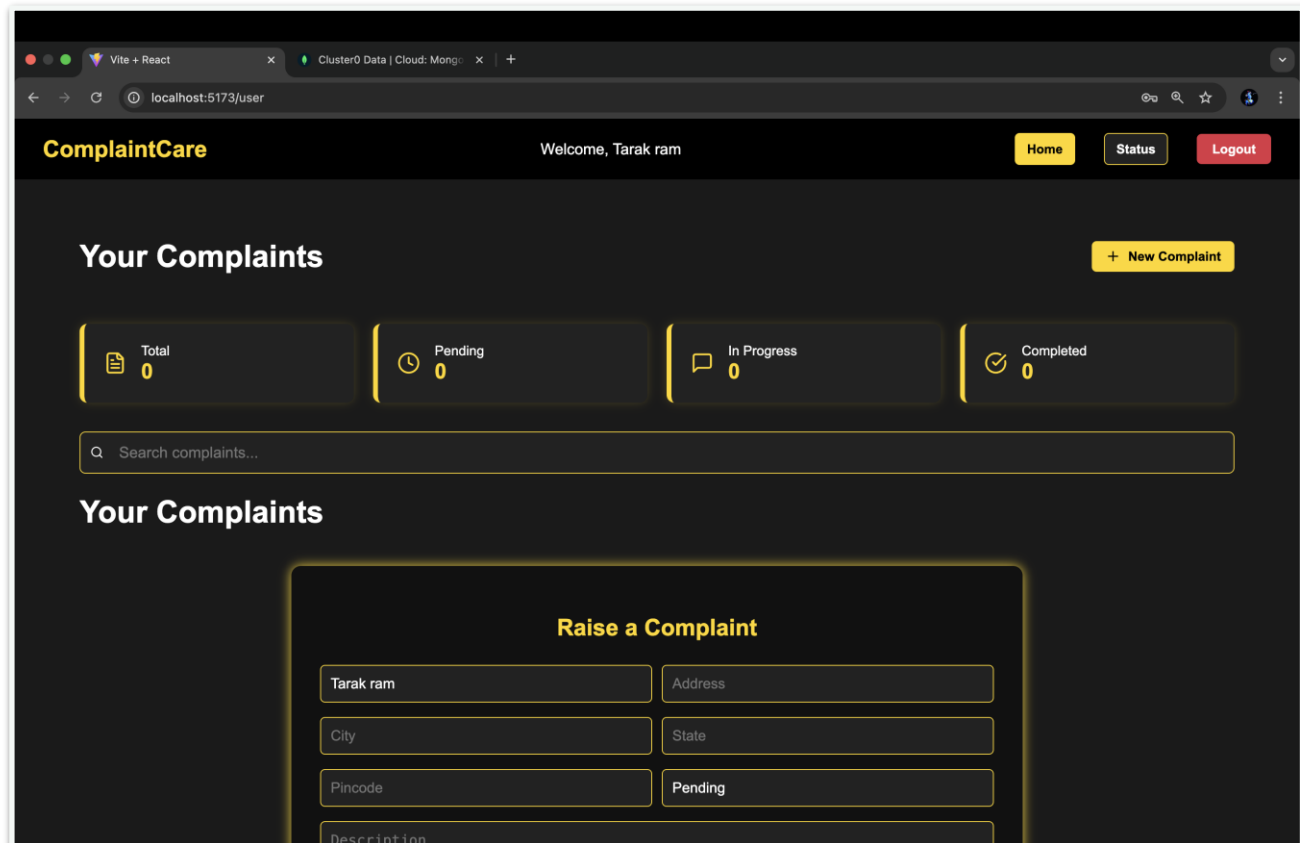 Vite + React
Cluster0 Data | Cloud: Mongo
localhost:5173/user
ComplaintCare
Welcome, Tarak ram
Home
Status
Logout
Your Complaints
+ New Complaint
Total
0
Pending
0
In Progress
0
Completed
0
Search complaints...
Your Complaints
Raise a Complaint
Tarak ram
Address
City
State
Pincode
Pending
Description